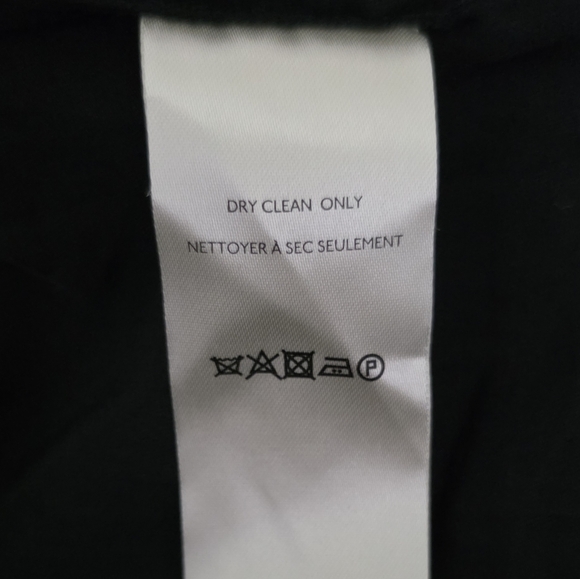 DRY CLEAN ONLY
NETTOYER À SEC SEULEMENT
P